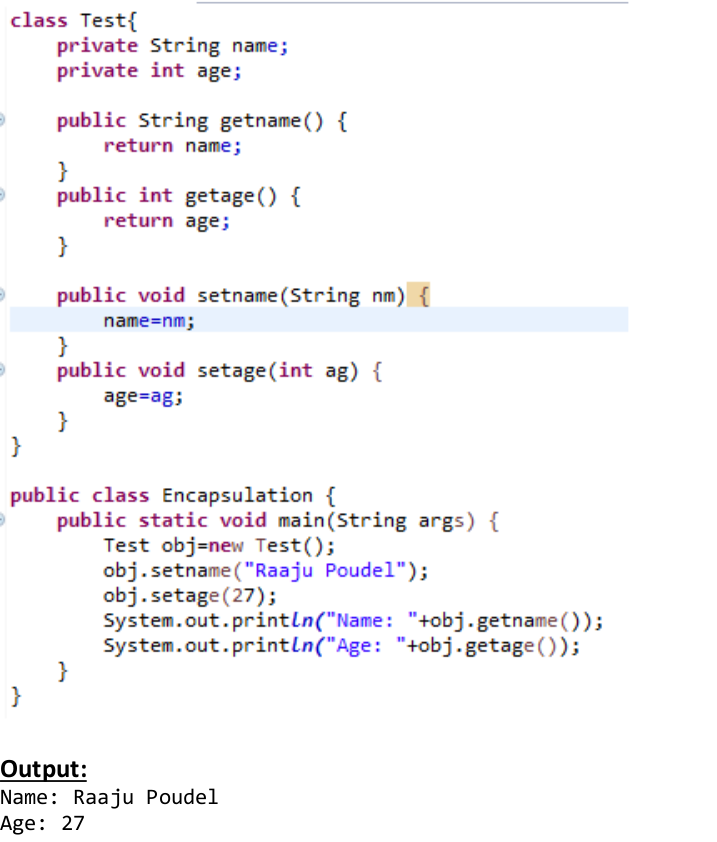 class Test{
    private String name;
    private int age;

    public String getname() {
        return name;
    }
    public int getage() {
        return age;
    }

    public void setname(String nm) {
        name=nm;
    }
    public void setage(int ag) {
        age=ag;
    }
}

public class Encapsulation {
    public static void main(String args) {
        Test obj=new Test();
        obj.setname("Raaju Poudel");
        obj.setage(27);
        System.out.println("Name: "+obj.getname());
        System.out.println("Age: "+obj.getage());
    }
}

Output:
Name: Raaju Poudel
Age: 27